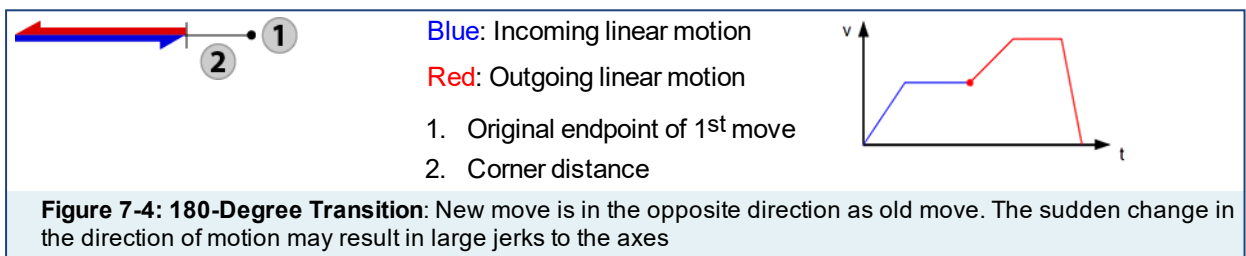 1
2
Blue: Incoming linear motion
Red: Outgoing linear motion
1. Original endpoint of 1st move
2. Corner distance
v
t
Figure 7-4: 180-Degree Transition: New move is in the opposite direction as old move. The sudden change in
the direction of motion may result in large jerks to the axes